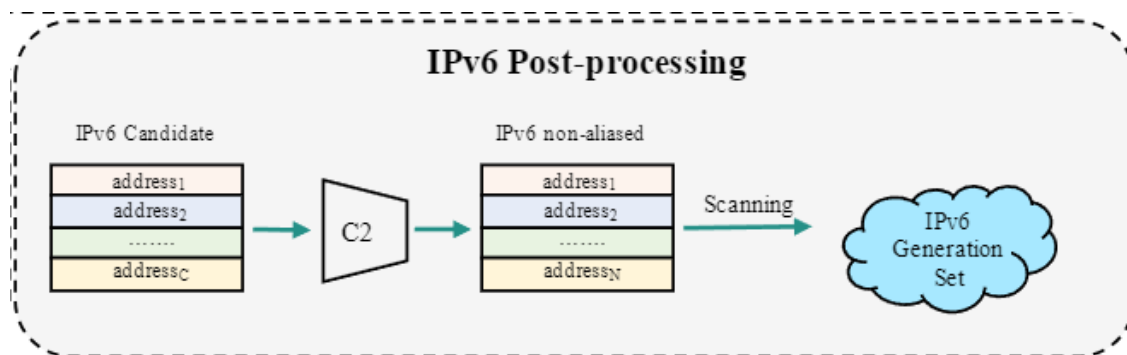 IPv6 Post-processing
IPv6 Candidate
address1
address2
.......
addressC
C2
IPv6 non-aliased
address1
address2
.......
addressN
Scanning
IPv6
Generation
Set